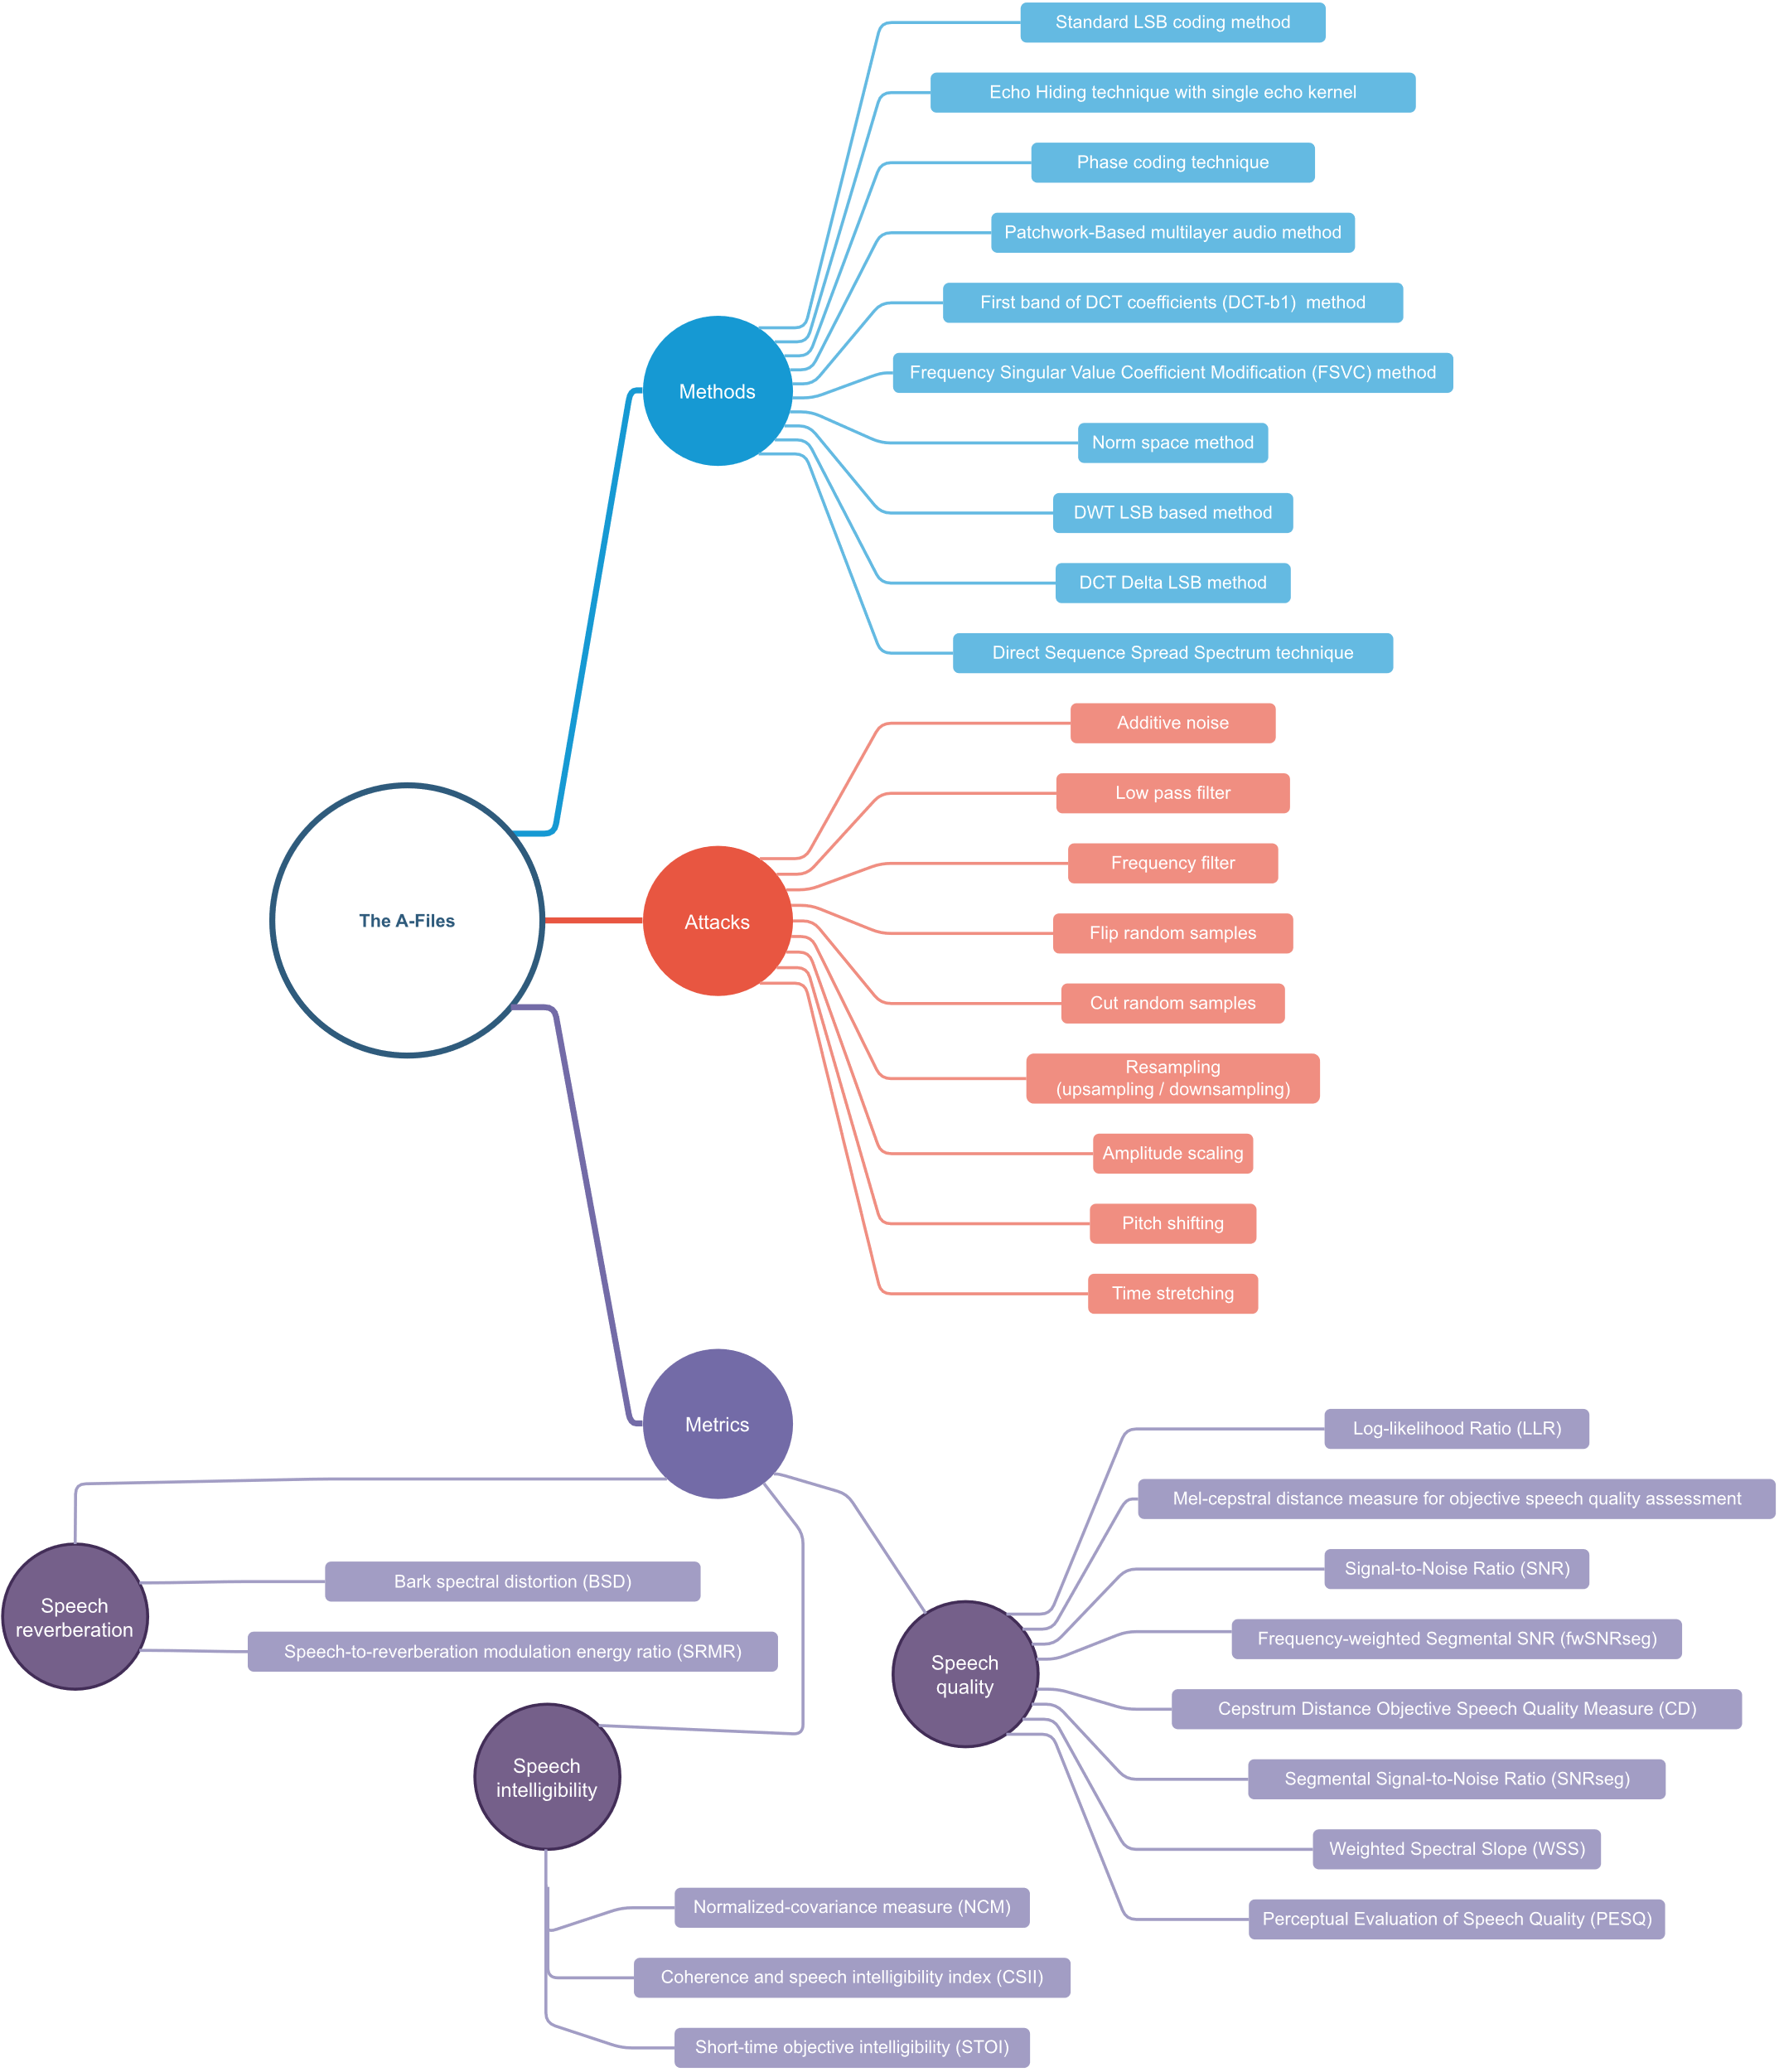 Standard LSB coding method
Echo Hiding technique with single echo kernel
Phase coding technique
Patchwork-Based multilayer audio method
First band of DCT coefficients (DCT-b1)  method
Methods
Frequency Singular Value Coefficient Modification (FSVC) method
Norm space method
DWT LSB based method
DCT Delta LSB method
Direct Sequence Spread Spectrum technique
Additive noise
Low pass filter
Frequency filter
The A-Files
Attacks
Flip random samples
Cut random samples
Resampling
(upsampling / downsampling)
Amplitude scaling
Pitch shifting
Time stretching
Metrics
Log-likelihood Ratio (LLR)
Mel-cepstral distance measure for objective speech quality assessment
Signal-to-Noise Ratio (SNR)
Frequency-weighted Segmental SNR (fwSNRseg)
Speech
quality
Cepstrum Distance Objective Speech Quality Measure (CD)
Segmental Signal-to-Noise Ratio (SNRseg)
Weighted Spectral Slope (WSS)
Perceptual Evaluation of Speech Quality (PESQ)
Speech
reverberation
Bark spectral distortion (BSD)
Speech-to-reverberation modulation energy ratio (SRMR)
Speech
intelligibility
Normalized-covariance measure (NCM)
Coherence and speech intelligibility index (CSII)
Short-time objective intelligibility (STOI)